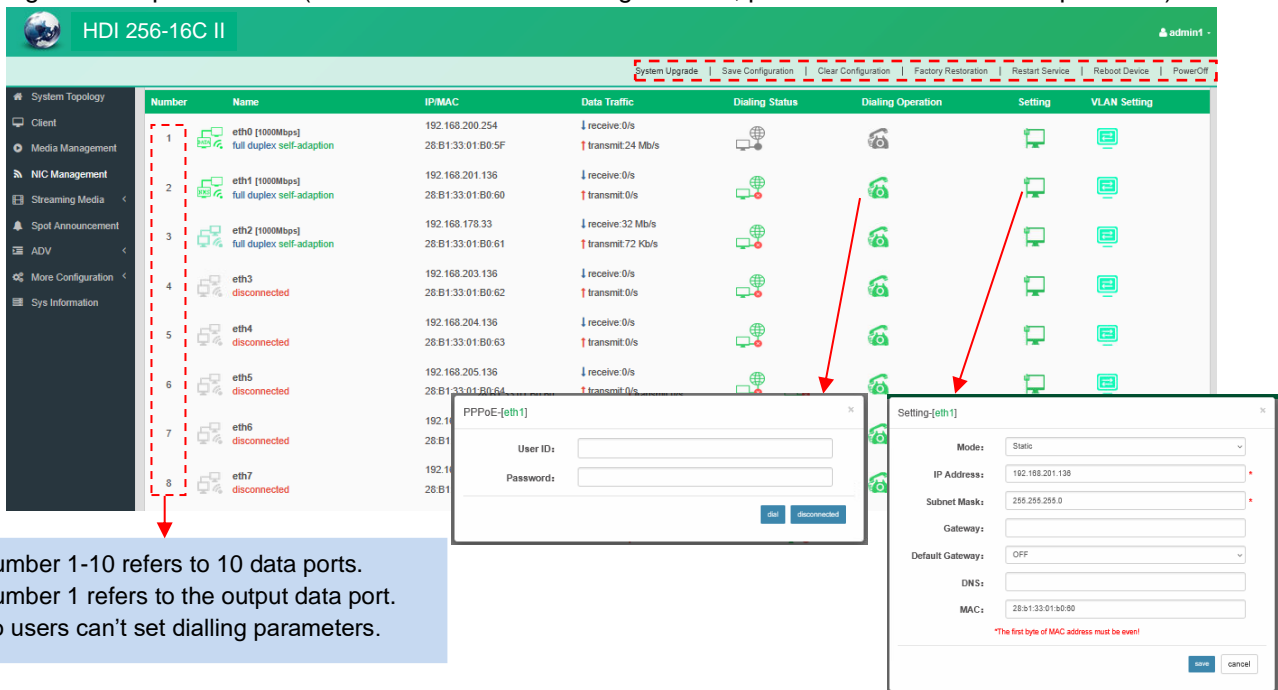 HDI 256-16C II
admin1
System Upgrade | Save Configuration | Clear Configuration | Factory Restoration | Restart Service | Reboot Device | PowerOff
System Topology
Client
Media Management
NIC Management
Streaming Media
Spot Announcement
ADV
More Configuration
Sys Information
Number Name IP/MAC Data Traffic Dialing Status Dialing Operation Setting VLAN Setting
1 eth0 [1000Mbps] 192.168.200.254 receive:0/s
full duplex self-adaption 28:B1:33:01:B0:5F transmit:24 Mb/s
2 eth1 [1000Mbps] 192.168.201.136 receive:0/s
full duplex self-adaption 28:B1:33:01:B0:60 transmit:0/s
3 eth2 [1000Mbps] 192.168.178.33 receive:32 Mb/s
full duplex self-adaption 28:B1:33:01:B0:61 transmit:72 Kb/s
4 eth3 192.168.203.136 receive:0/s
disconnected 28:B1:33:01:B0:62 transmit:0/s
5 eth4 192.168.204.136 receive:0/s
disconnected 28:B1:33:01:B0:63 transmit:0/s
6 eth5 192.168.205.136 receive:0/s
disconnected 28:B1:33:01:B0:64 transmit:0/s
7 eth6
disconnected 28:B1
8 eth7
disconnected 28:B1
PPPoE-[eth1] ×
User ID:
Password:
dial disconnected
Setting-[eth1] ×
Mode: Static
IP Address: 192.168.201.136 *
Subnet Mask: 255.255.255.0 *
Gateway:
Default Gateway: OFF
DNS:
MAC: 28:b1:33:01:b0:60
*The first byte of MAC address must be even!
save cancel
umber 1-10 refers to 10 data ports.
umber 1 refers to the output data port.
o users can't set dialling parameters.